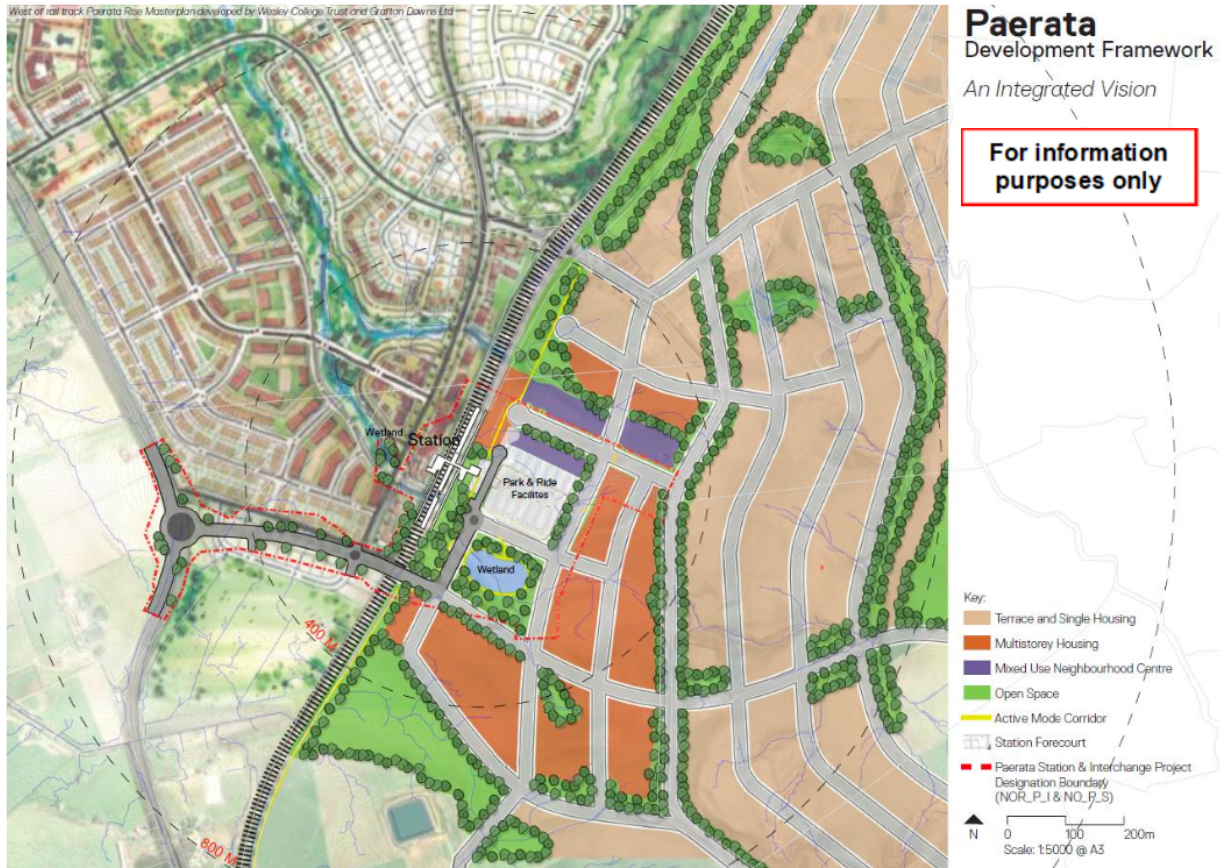 West of rail track Paerata Rise Masterplan developed by Wesley College Trust and Grafton Downs Ltd
Paerata
Development Framework
An Integrated Vision
For information
purposes only
Wetland
Station
Park & Ride
Facilites
Wetland
400 M
800 M
Key:
Terrace and Single Housing
Multistorey Housing
Mixed Use Neighbourhood Centre
Open Space
Active Mode Corridor
Station Forecourt
Paerata Station & Interchange Project
Designation Boundary
(NOR_P_I & NO_P_S)
N
0 100 200m
Scale: 1:5000 @ A3